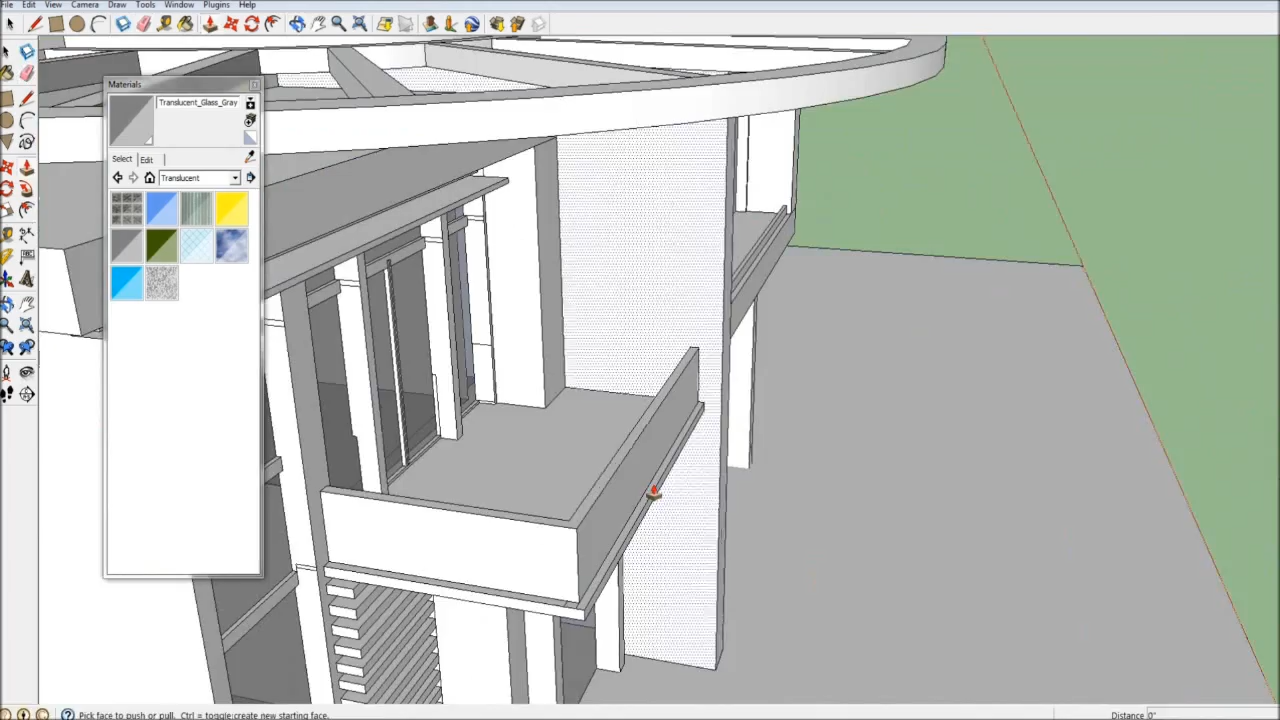 File Edit View Camera Draw Tools Window Plugins Help
Materials
Translucent_Glass_Gray
Select Edit
Translucent
Pick face to push or pull. Ctrl = toggle create new starting face.
Distance 0"